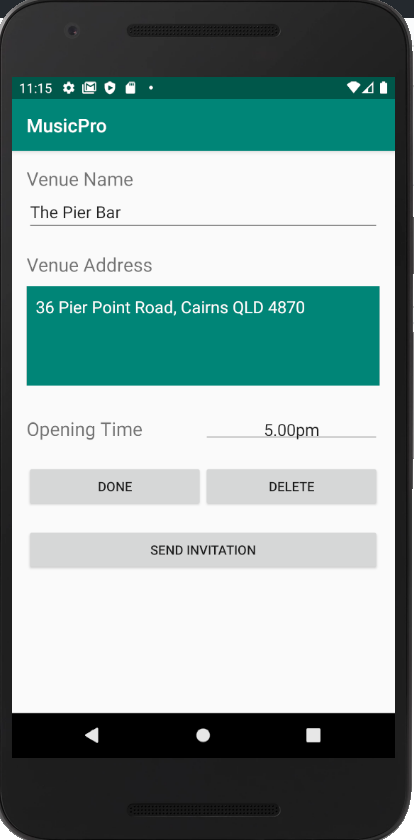 11:15
MusicPro
Venue Name
The Pier Bar
Venue Address
36 Pier Point Road, Cairns QLD 4870
Opening Time 5.00pm
DONE DELETE
SEND INVITATION